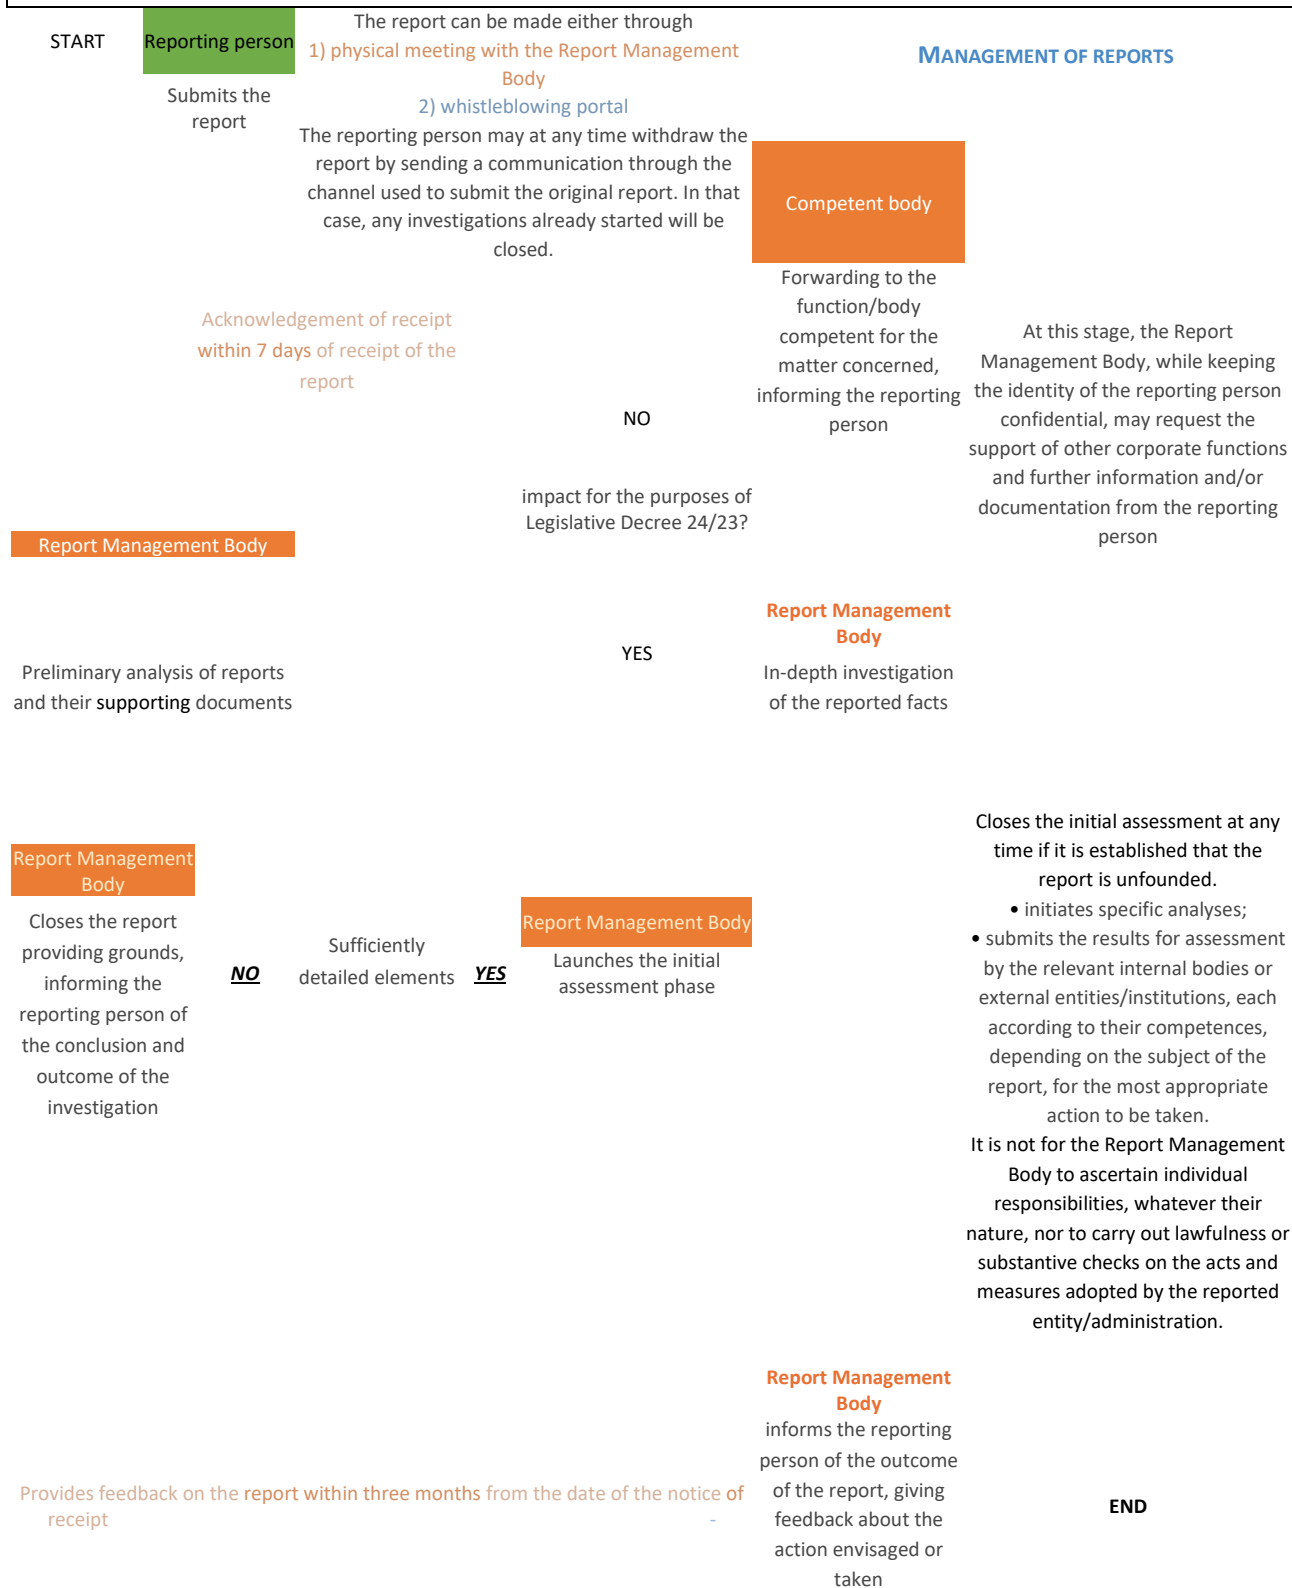 START
Reporting person
Submits the
report
The report can be made either through
1) physical meeting with the Report Management
Body
2) whistleblowing portal
The reporting person may at any time withdraw the
report by sending a communication through the
channel used to submit the original report. In that
case, any investigations already started will be
closed.
MANAGEMENT OF REPORTS
Competent body
Forwarding to the
function/body
competent for the
matter concerned,
informing the reporting
person
At this stage, the Report
Management Body, while keeping
the identity of the reporting person
confidential, may request the
support of other corporate functions
and further information and/or
documentation from the reporting
person
Acknowledgement of receipt
within 7 days of receipt of the
report
NO
impact for the purposes of
Legislative Decree 24/23?
Report Management Body
Preliminary analysis of reports
and their supporting documents
YES
Report Management
Body
In-depth investigation
of the reported facts
Report Management
Body
Closes the report
providing grounds,
informing the
reporting person of
the conclusion and
outcome of the
investigation
NO
Sufficiently
detailed elements
YES
Report Management Body
Launches the initial
assessment phase
Closes the initial assessment at any
time if it is established that the
report is unfounded.
• initiates specific analyses;
• submits the results for assessment
by the relevant internal bodies or
external entities/institutions, each
according to their competences,
depending on the subject of the
report, for the most appropriate
action to be taken.
It is not for the Report Management
Body to ascertain individual
responsibilities, whatever their
nature, nor to carry out lawfulness or
substantive checks on the acts and
measures adopted by the reported
entity/administration.
Provides feedback on the report within three months from the date of the notice of
receipt -
Report Management
Body
informs the reporting
person of the outcome
of the report, giving
feedback about the
action envisaged or
taken
END